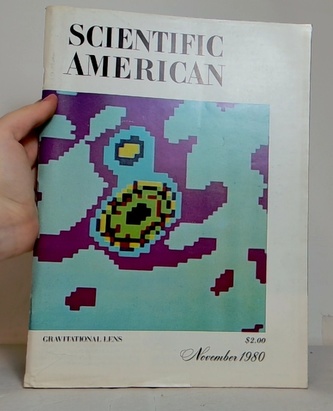 SCIENTIFIC
AMERICAN
GRAVITATIONAL LENS
$2.00
November 1980